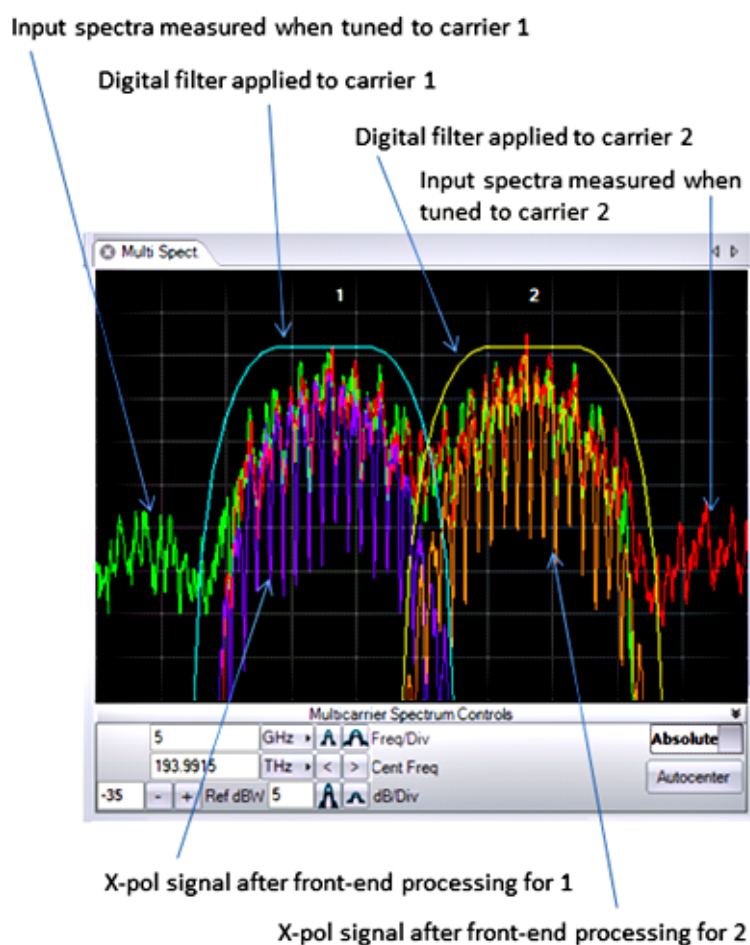 Input spectra measured when tuned to carrier 1
Digital filter applied to carrier 1
Digital filter applied to carrier 2
Input spectra measured when
tuned to carrier 2
Multi Spect
1 2
Multicarrier Spectrum Controls
5 GHz Freq/Div Absolute
193.9915 THz < > Cent Freq Autocenter
-35 - + Ref dBW 5 dB/Div
X-pol signal after front-end processing for 1
X-pol signal after front-end processing for 2